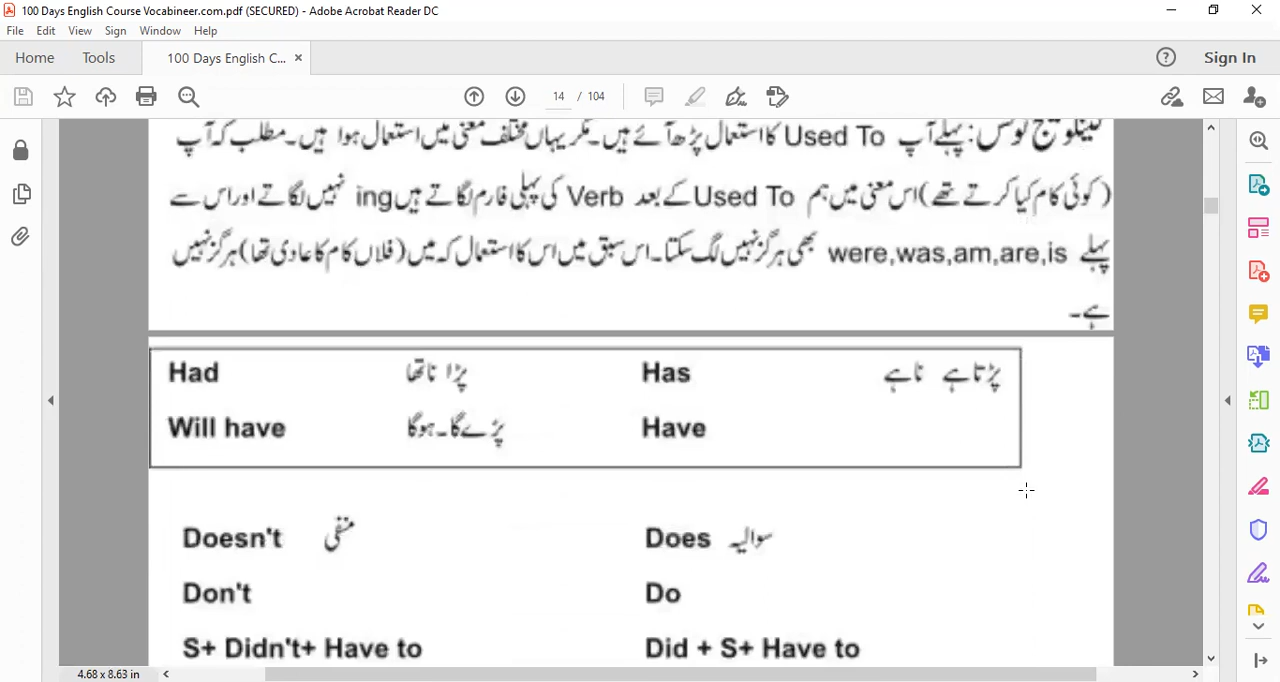 100 Days English Course Vocabineer.com.pdf (SECURED) - Adobe Acrobat Reader DC
File Edit View Sign Window Help
Home Tools 100 Days English C... × Sign In
14 / 104
نوٹس: پہلے آپ Used To کا استعمال پڑھ آئے ہیں۔ مگر یہاں مختلف معنی میں استعمال ہوا ہیں۔ مطلب کہ آپ
(کوئی کام کیا کرتے تھے) اس معنی میں ہم Used To کے بعد Verb کی پہلی فارم لگاتے ہیں ing نہیں لگاتے اور اس سے
پہلے were,was,am,are,is بھی ہرگز نہیں لگ سکتا۔ اس سبق میں اس کا استعمال کہ میں (فلاں کام کا عادی تھا) ہرگز نہیں
ہے۔
Had پڑا نا تھا Has پڑتا ہے نا ہے
Will have پڑے گا۔ ہوگا Have
Doesn't منفی Does سوالیہ
Don't Do
S+ Didn't+ Have to Did + S+ Have to
4.68 x 8.63 in